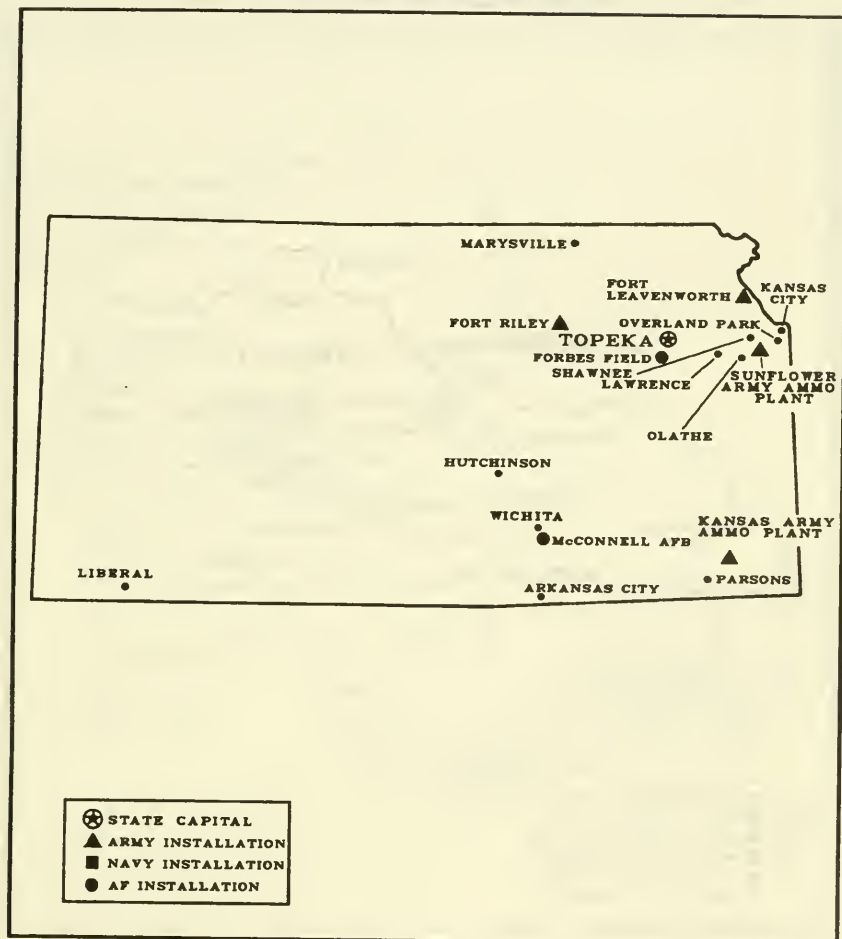 MARYSVILLE
FORT
LEAVENWORTH
KANSAS
CITY
FORT RILEY
OVERLAND PARK
TOPEKA
FORBES FIELD
SHAWNEE
LAWRENCE
SUNFLOWER
ARMY AMMO
PLANT
OLATHE
HUTCHINSON
WICHITA
McCONNELL AFB
KANSAS ARMY
AMMO PLANT
LIBERAL
ARKANSAS CITY
PARSONS
STATE CAPITAL
ARMY INSTALLATION
NAVY INSTALLATION
AF INSTALLATION